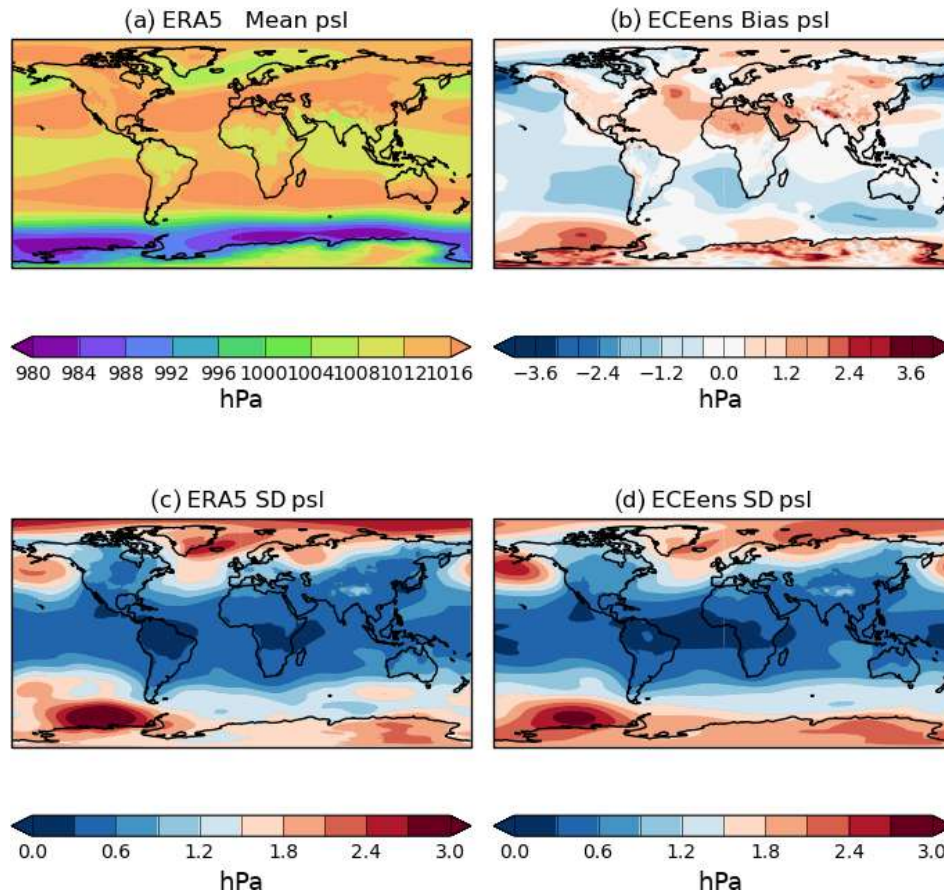 (a) ERA5 Mean psl
(b) ECEens Bias psl
980 984 988 992 996 1000 1004 1008 1012 1016
hPa
−3.6 −2.4 −1.2 0.0 1.2 2.4 3.6
hPa
(c) ERA5 SD psl
(d) ECEens SD psl
0.0 0.6 1.2 1.8 2.4 3.0
hPa
0.0 0.6 1.2 1.8 2.4 3.0
hPa